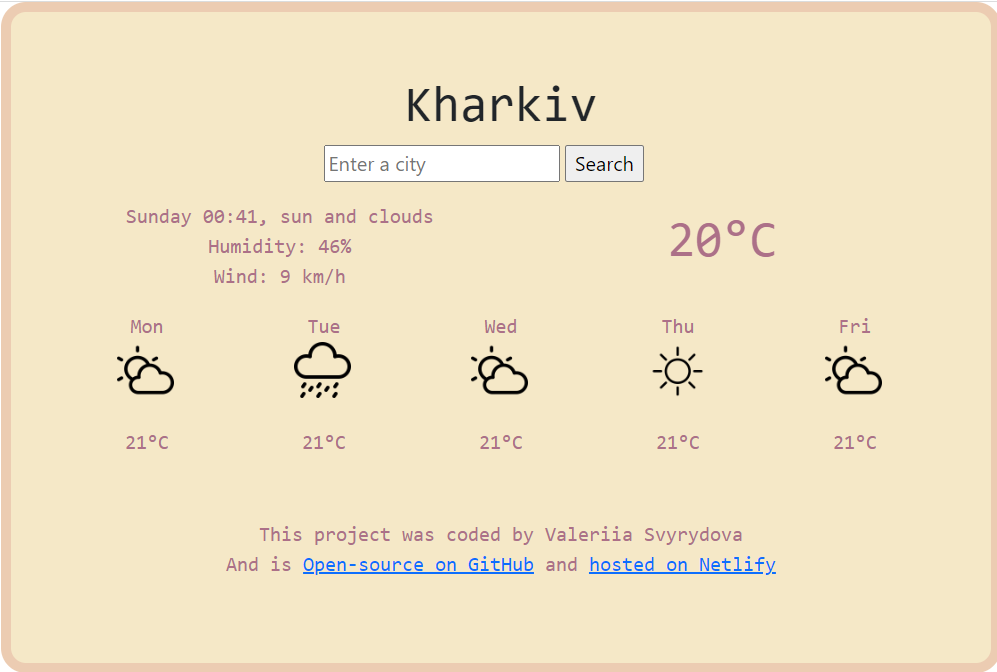 Kharkiv
Enter a city Search
Sunday 00:41, sun and clouds
Humidity: 46%
Wind: 9 km/h
20°C
Mon Tue Wed Thu Fri
21°C 21°C 21°C 21°C 21°C
This project was coded by Valeriia Svyrydova
And is Open-source on GitHub and hosted on Netlify